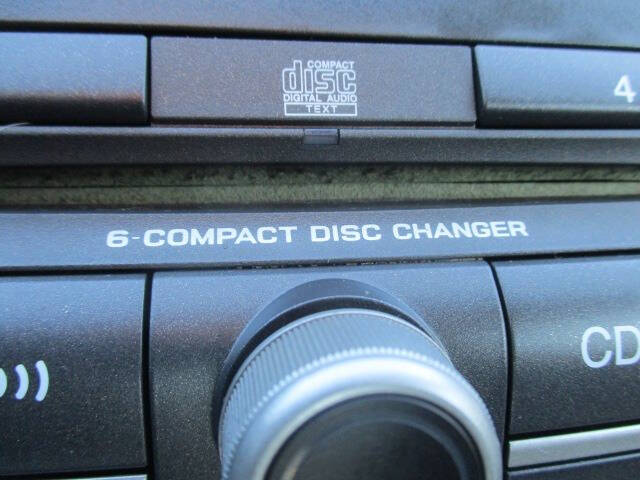 COMPACT
disc
DIGITAL AUDIO
TEXT
4
6-COMPACT DISC CHANGER
CD